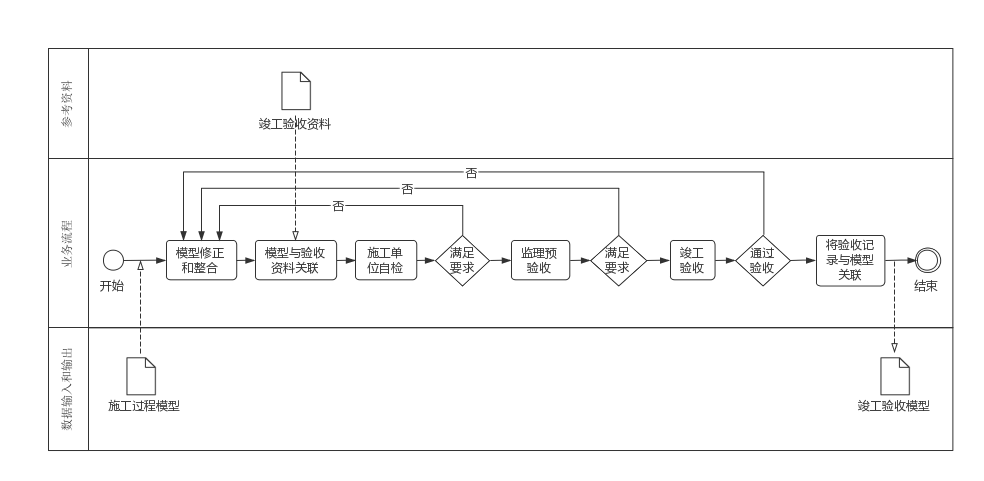 参考资料
竣工验收资料
业务流程
否
否
否
开始
模型修正
和整合
模型与验收
资料关联
施工单
位自检
满足
要求
监理预
验收
满足
要求
竣工
验收
通过
验收
将验收记
录与模型
关联
结束
数据输入和输出
施工过程模型
竣工验收模型